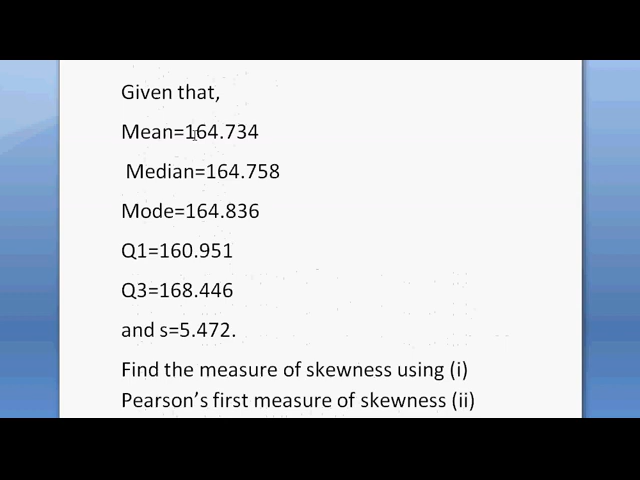 Given that,
Mean=164.734
Median=164.758
Mode=164.836
Q1=160.951
Q3=168.446
and s=5.472.
Find the measure of skewness using (i)
Pearson’s first measure of skewness (ii)